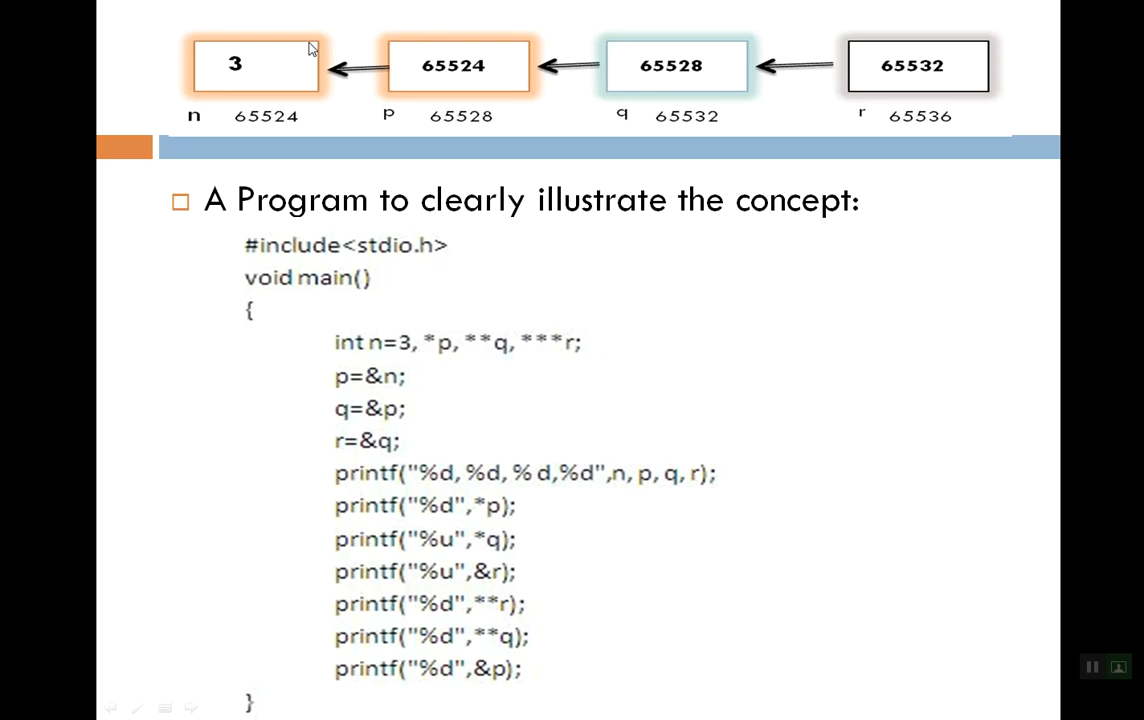 3 65524 65528 65532
n 65524 p 65528 q 65532 r 65536
A Program to clearly illustrate the concept:
#include<stdio.h>
void main()
{
int n=3, *p, **q, ***r;
p=&n;
q=&p;
r=&q;
printf("%d, %d, % d,%d",n, p, q, r);
printf("%d",*p);
printf("%u",*q);
printf("%u",&r);
printf("%d",**r);
printf("%d",**q);
printf("%d",&p);
}